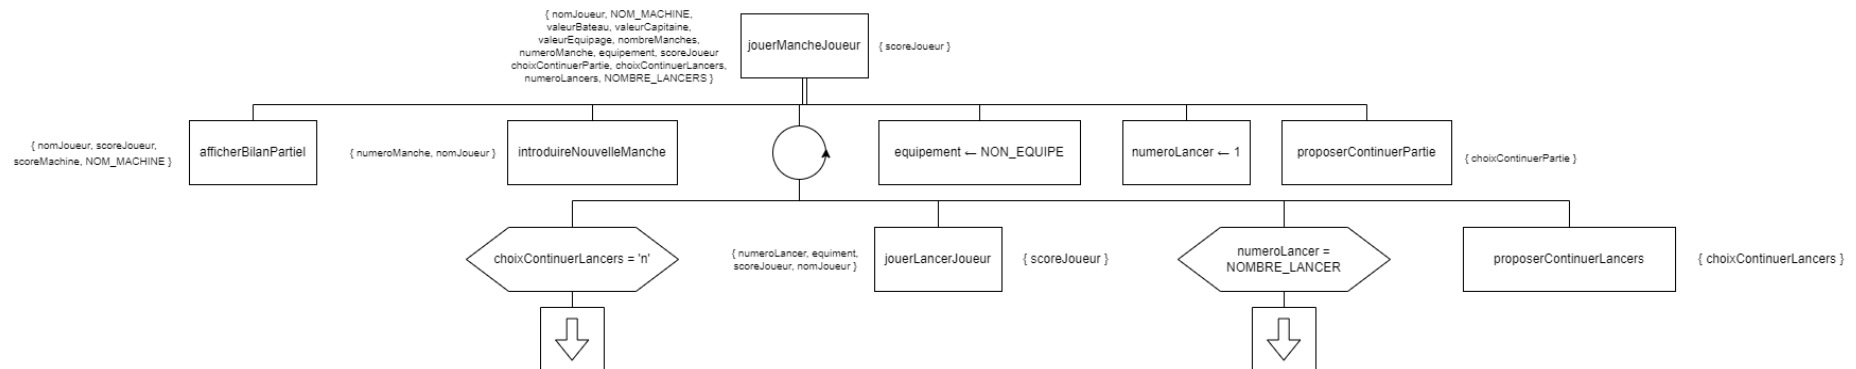 { nomJoueur, NOM_MACHINE,
valeurBateau, valeurCapitaine,
valeurEquipage, nombreManches,
numeroManche, equipement, scoreJoueur
choixContinuerPartie, choixContinuerLancers,
numeroLancers, NOMBRE_LANCERS }
jouerMancheJoueur
{ scoreJoueur }
{ nomJoueur, scoreJoueur,
scoreMachine, NOM_MACHINE }
afficherBilanPartiel
{ numeroManche, nomJoueur }
introduireNouvelleManche
equipement ← NON_EQUIPE
numeroLancer ← 1
proposerContinuerPartie
{ choixContinuerPartie }
choixContinuerLancers = 'n'
{ numeroLancer, equiment,
scoreJoueur, nomJoueur }
jouerLancerJoueur
{ scoreJoueur }
numeroLancer =
NOMBRE_LANCER
proposerContinuerLancers
{ choixContinuerLancers }